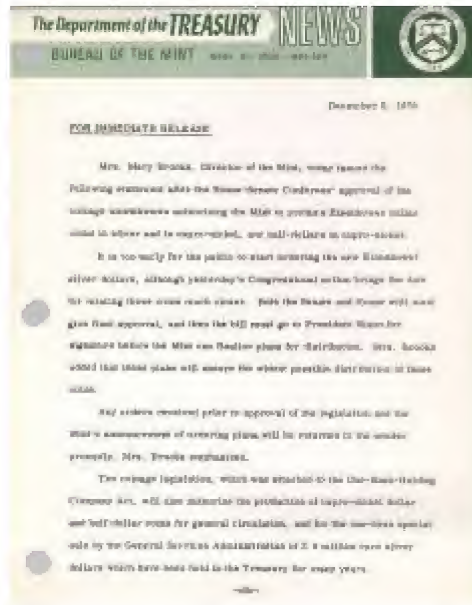 The Department of the TREASURY NEWS
BUREAU OF THE MINT
December
FOR IMMEDIATE RELEASE
Mrs. Mary Brooks, Director of the Mint, today issued the
following statement after the House-Senate Conferees' approval of the
coinage amendments authorizing the Mint to produce Eisenhower dollar
coins in silver and in cupro-nickel, and half-dollars in cupro-nickel.
It is too early for the public to start ordering the new Eisenhower
silver dollars, although yesterday's Congressional action brings the date
for minting these coins much closer. Both the Senate and House will now
give final approval, and then the bill must go to President Nixon for
signature before the Mint can finalize plans for distribution. Mrs. Brooks
added that these plans will assure the widest possible distribution of these
coins.
Any orders received prior to approval of the legislation and the
Mint's announcement of ordering plans will be returned to the sender
promptly, Mrs. Brooks emphasized.
The coinage legislation, which was attached to the One-Bank-Holding
Company Act, will also authorize the production of cupro-nickel dollar
and half-dollar coins for general circulation, and for the one-time special
sale by the General Services Administration of million rare silver
dollars which have been held in the Treasury for many years.